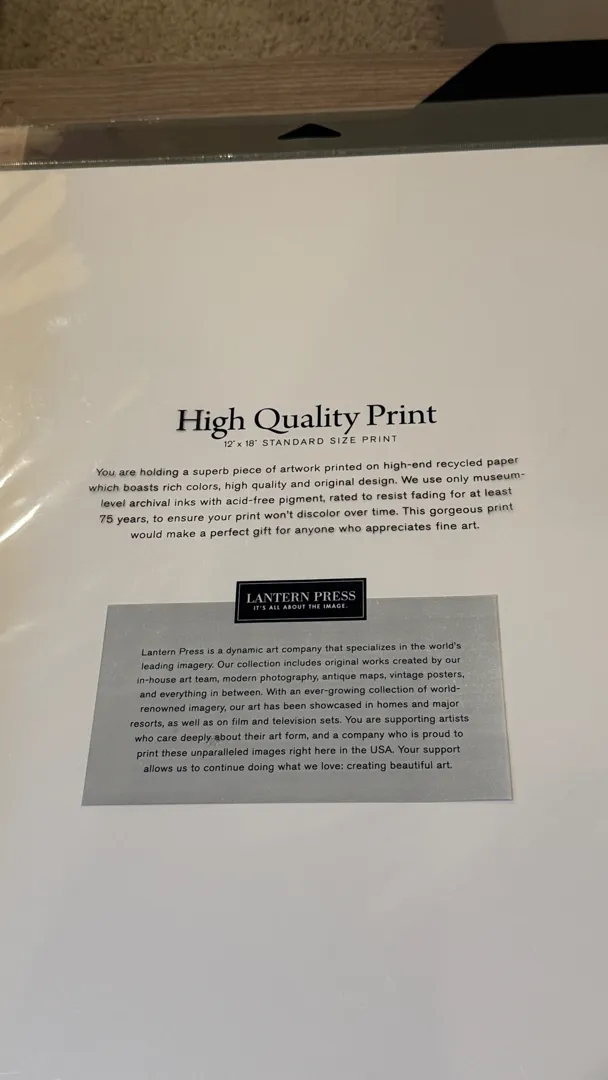 High Quality Print
12" x 18" STANDARD SIZE PRINT
You are holding a superb piece of artwork printed on high-end recycled paper
which boasts rich colors, high quality and original design. We use only museum-
level archival inks with acid-free pigment, rated to resist fading for at least
75 years, to ensure your print won't discolor over time. This gorgeous print
would make a perfect gift for anyone who appreciates fine art.
LANTERN PRESS
IT'S ALL ABOUT THE IMAGE.
Lantern Press is a dynamic art company that specializes in the world's
leading imagery. Our collection includes original works created by our
in-house art team, modern photography, antique maps, vintage posters,
and everything in between. With an ever-growing collection of world-
renowned imagery, our art has been showcased in homes and major
resorts, as well as on film and television sets. You are supporting artists
who care deeply about their art form, and a company who is proud to
print these unparalleled images right here in the USA. Your support
allows us to continue doing what we love: creating beautiful art.